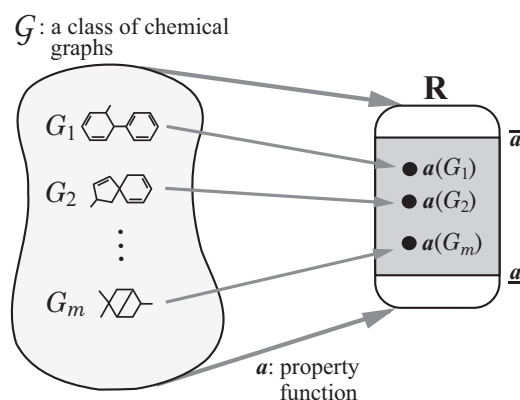 𝒢: a class of chemical
graphs
R
G₁
G₂
⋮
Gₘ
a̅
a(G₁)
a(G₂)
a(Gₘ)
a̲
a: property
function